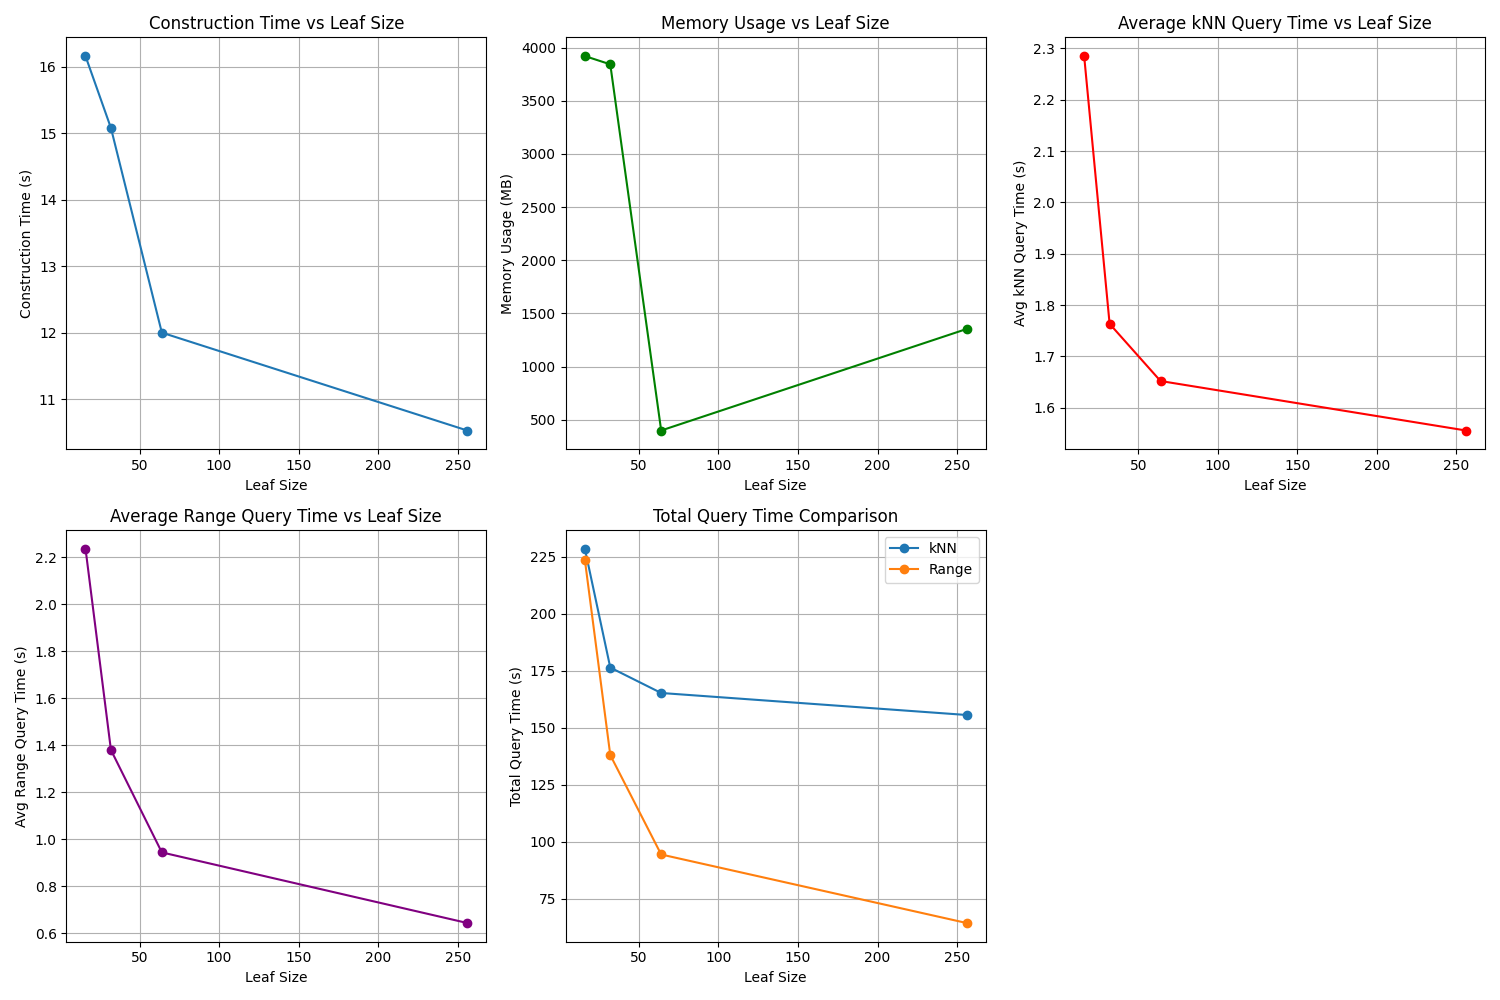 Construction Time vs Leaf Size
Construction Time (s)
16
15
14
13
12
11
50 100 150 200 250
Leaf Size
Memory Usage vs Leaf Size
Memory Usage (MB)
4000
3500
3000
2500
2000
1500
1000
500
50 100 150 200 250
Leaf Size
Average kNN Query Time vs Leaf Size
Avg kNN Query Time (s)
2.3
2.2
2.1
2.0
1.9
1.8
1.7
1.6
50 100 150 200 250
Leaf Size
Average Range Query Time vs Leaf Size
Avg Range Query Time (s)
2.2
2.0
1.8
1.6
1.4
1.2
1.0
0.8
0.6
50 100 150 200 250
Leaf Size
Total Query Time Comparison
Total Query Time (s)
kNN
Range
225
200
175
150
125
100
75
50 100 150 200 250
Leaf Size